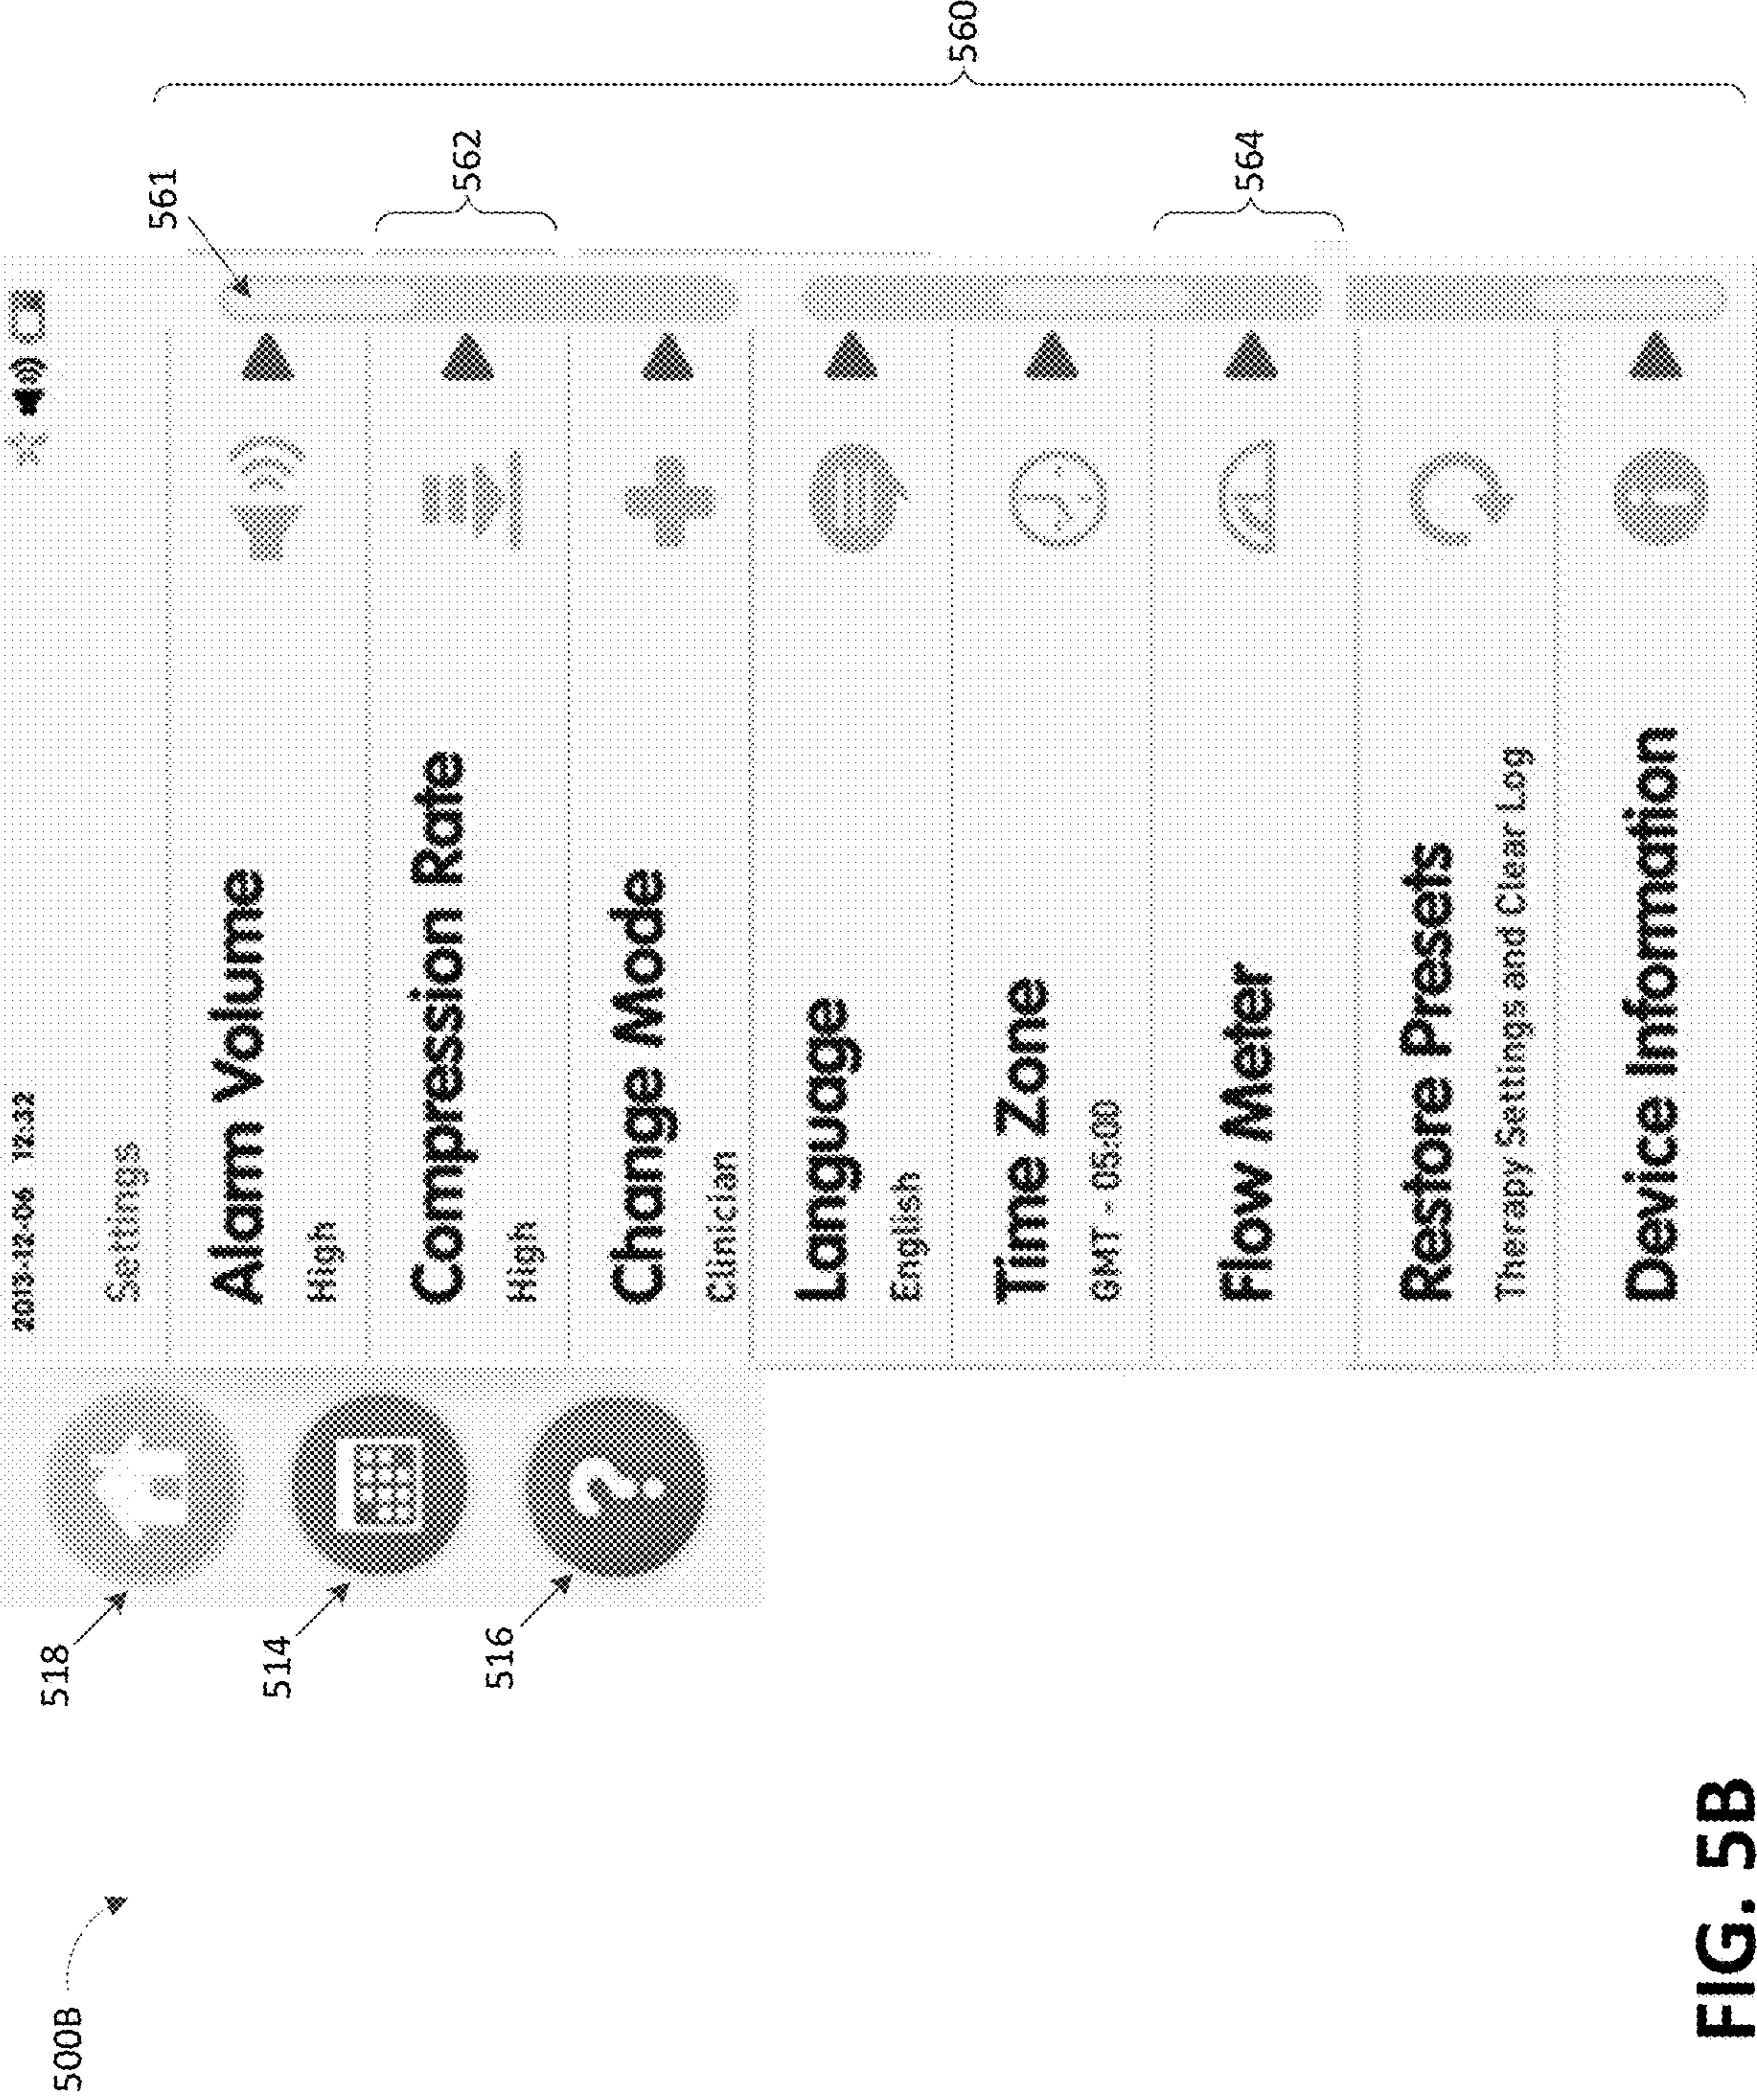 500B
2013-12-06 12:32
518
Settings
561
Alarm Volume
High
514
Compression Rate
High
562
516
Change Mode
Clinician
Language
English
560
Time Zone
GMT - 05:00
Flow Meter
564
Restore Presets
Therapy Settings and Clear Log
Device Information
FIG. 5B